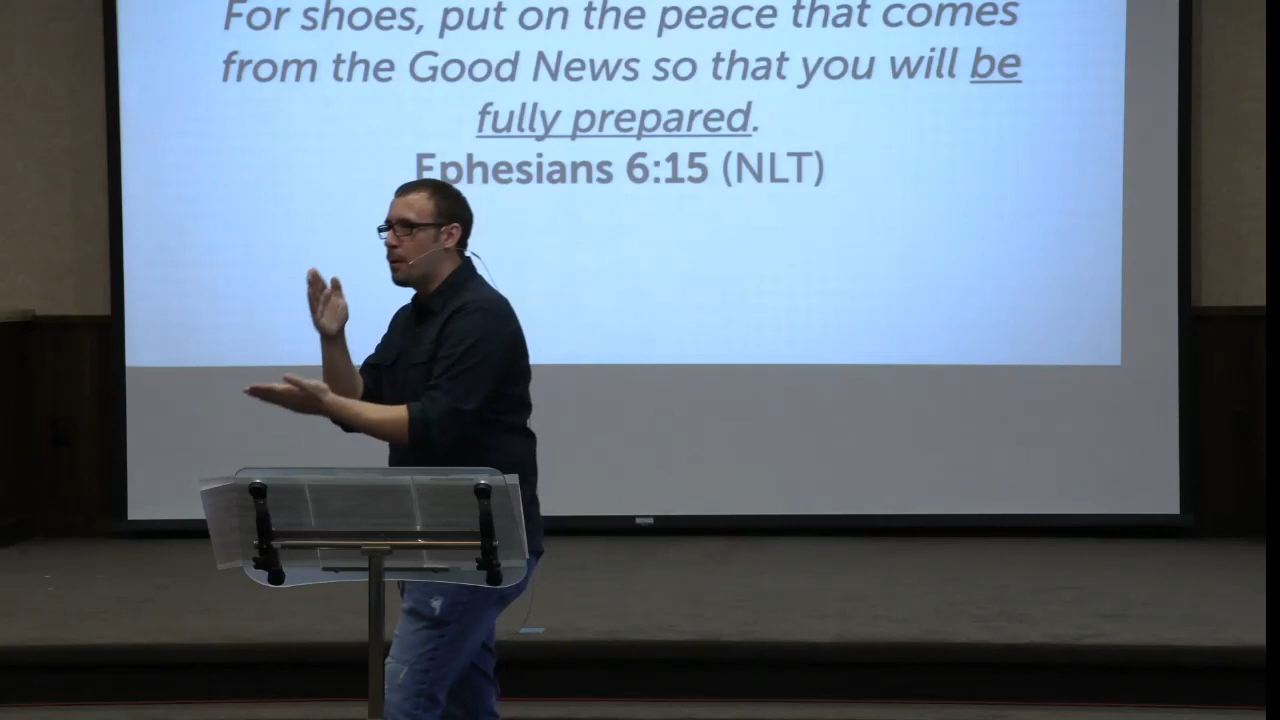 For shoes, put on the peace that comes
from the Good News so that you will be
fully prepared.
Ephesians 6:15 (NLT)